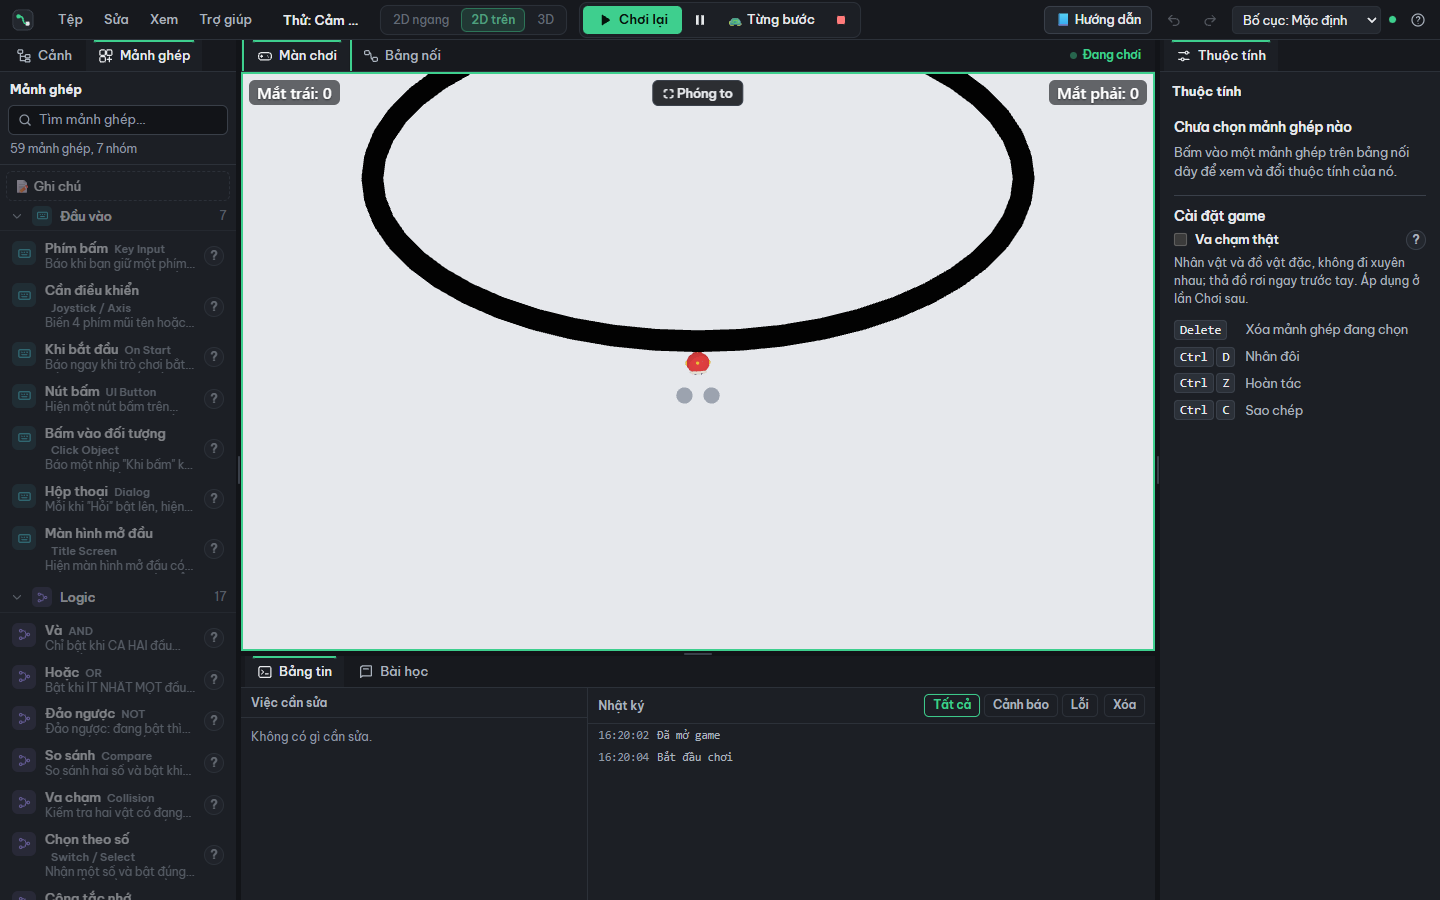 Tệp Sửa Xem Trợ giúp Thử: Cảm ... 2D ngang 2D trên 3D Chơi lại Từng bước Hướng dẫn Bố cục: Mặc định
Cảnh Mảnh ghép
Màn chơi Bảng nối Đang chơi
Thuộc tính
Mảnh ghép
Tìm mảnh ghép...
59 mảnh ghép, 7 nhóm
Ghi chú
Đầu vào 7
Phím bấm Key Input ?
Báo khi bạn giữ một phím...
Cần điều khiển
Joystick / Axis ?
Biến 4 phím mũi tên hoặc...
Khi bắt đầu On Start ?
Báo ngay khi trò chơi bắt...
Nút bấm UI Button ?
Hiện một nút bấm trên...
Bấm vào đối tượng
Click Object ?
Báo một nhịp "Khi bấm" k...
Hộp thoại Dialog ?
Mỗi khi "Hỏi" bật lên, hiện...
Màn hình mở đầu
Title Screen ?
Hiện màn hình mở đầu có...
Logic 17
Và AND ?
Chỉ bật khi CẢ HAI đầu...
Hoặc OR ?
Bật khi ÍT NHẤT MỘT đầu...
Đảo ngược NOT ?
Đảo ngược: đang bật thì...
So sánh Compare ?
So sánh hai số và bật khi...
Va chạm Collision ?
Kiểm tra hai vật có đang...
Chọn theo số
Switch / Select ?
Nhận một số và bật đúng...
Công tắc nhớ
Mắt trái: 0 Phóng to Mắt phải: 0
Bảng tin Bài học
Việc cần sửa
Không có gì cần sửa.
Nhật ký Tất cả Cảnh báo Lỗi Xóa
16:20:02 Đã mở game
16:20:04 Bắt đầu chơi
Thuộc tính
Chưa chọn mảnh ghép nào
Bấm vào một mảnh ghép trên bảng nối
dây để xem và đổi thuộc tính của nó.
Cài đặt game
Va chạm thật ?
Nhân vật và đồ vật đặc, không đi xuyên
nhau; thả đồ rơi ngay trước tay. Áp dụng ở
lần Chơi sau.
Delete Xóa mảnh ghép đang chọn
Ctrl D Nhân đôi
Ctrl Z Hoàn tác
Ctrl C Sao chép